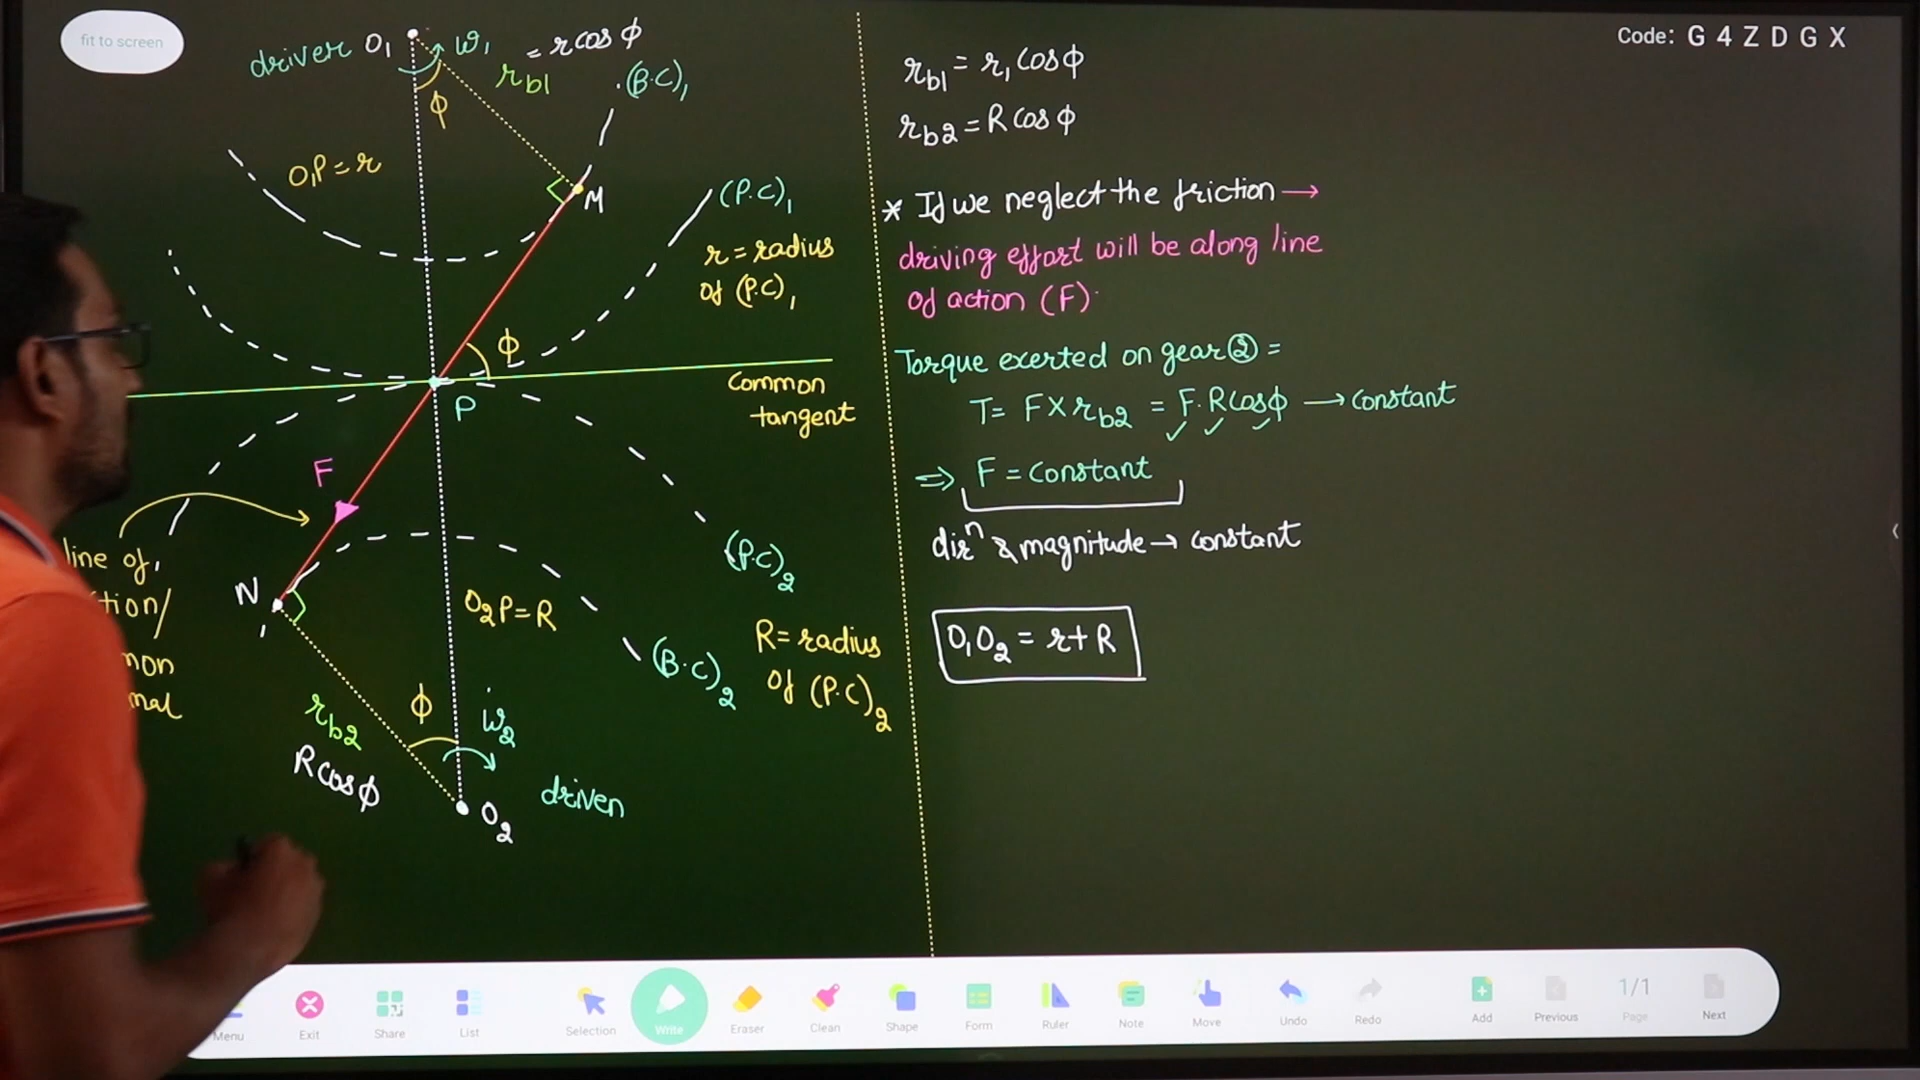 fit to screen
driver O₁ ω₁ = r cos ϕ
r_b1 (B.C)₁
ϕ
O₁P = r
M
(P.C)₁
r = radius
of (P.C)₁
ϕ
Common
tangent
P
F
line of
tion/
mon
mal
N
(P.C)₂
O₂P = R
R = radius
of (P.C)₂
(B.C)₂
r_b2
R cos ϕ
ϕ
ω₂
driven
O₂
Code: G 4 Z D G X
r_b1 = r₁ cos ϕ
r_b2 = R cos ϕ
* If we neglect the friction →
driving effort will be along line
of action (F)
Torque exerted on gear ② =
T = F × r_b2 = F. R cos ϕ → constant
⇒ F = constant
dirⁿ & magnitude → constant
O₁O₂ = r + R
Menu Exit Share List Selection Write Eraser Clean Shape Form Ruler Note Move Undo Redo Add Previous 1/1 Page Next